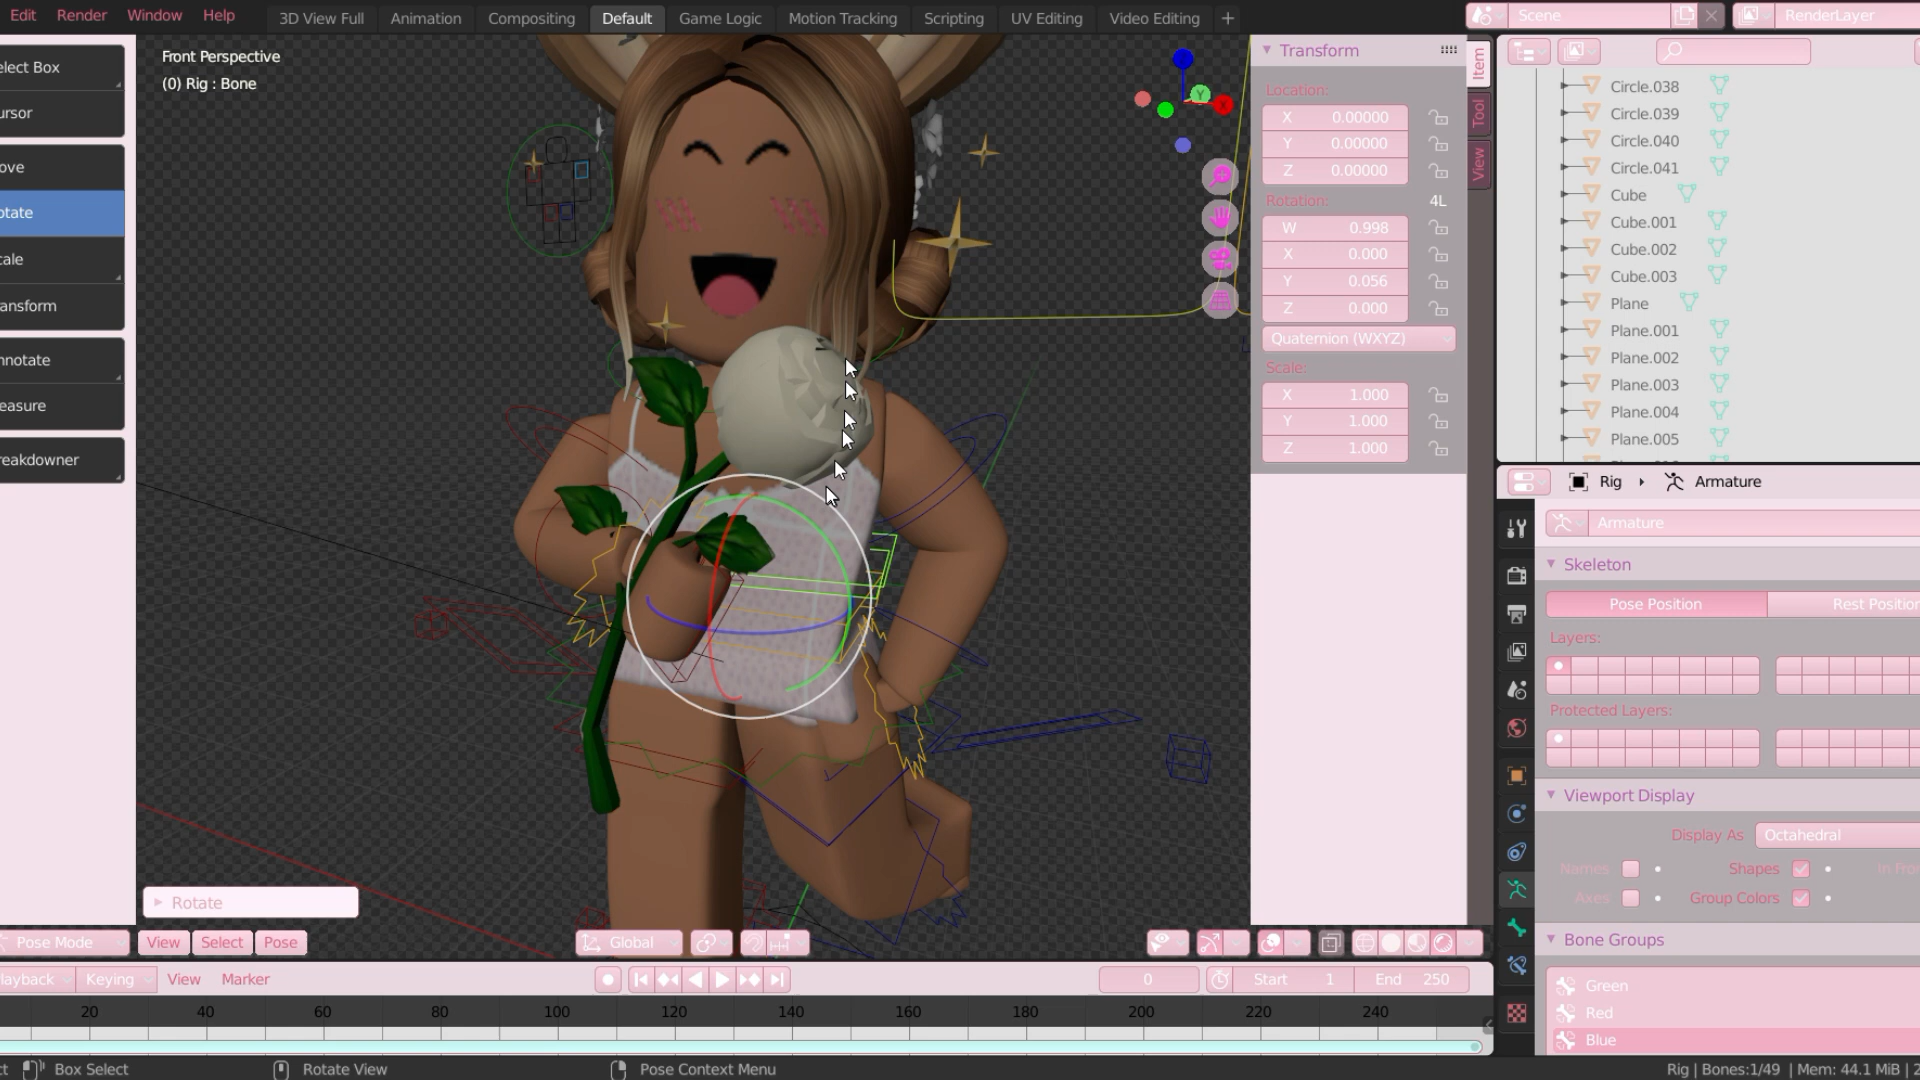 Edit Render Window Help 3D View Full Animation Compositing Default Game Logic Motion Tracking Scripting UV Editing Video Editing + Scene RenderLayer
elect Box
ursor
ove
otate
cale
ansform
nnotate
easure
reakdowner
Front Perspective
(0) Rig : Bone
Y
X
Transform
Location:
X 0.00000
Y 0.00000
Z 0.00000
Rotation: 4L
W 0.998
X 0.000
Y 0.056
Z 0.000
Quaternion (WXYZ)
Scale:
X 1.000
Y 1.000
Z 1.000
Item
Tool
View
Circle.038
Circle.039
Circle.040
Circle.041
Cube
Cube.001
Cube.002
Cube.003
Plane
Plane.001
Plane.002
Plane.003
Plane.004
Plane.005
Rig Armature
Armature
Skeleton
Pose Position Rest Position
Layers:
Protected Layers:
Viewport Display
Display As Octahedral
Names Shapes In Fro
Axes Group Colors
Bone Groups
Green
Red
Blue
Rotate
Pose Mode View Select Pose Global
layback Keying View Marker 0 Start 1 End 250
20 40 60 80 100 120 140 160 180 200 220 240
ct Box Select Rotate View Pose Context Menu Rig | Bones:1/49 | Mem: 44.1 MiB | 2